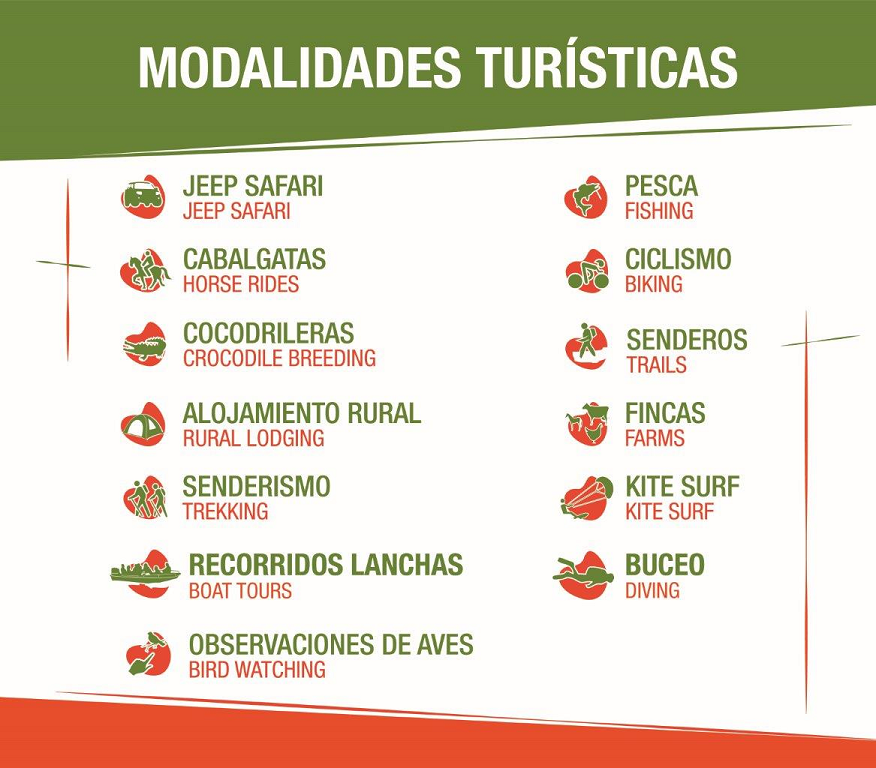 MODALIDADES TURÍSTICAS
JEEP SAFARI
JEEP SAFARI
CABALGATAS
HORSE RIDES
COCODRILERAS
CROCODILE BREEDING
ALOJAMIENTO RURAL
RURAL LODGING
SENDERISMO
TREKKING
RECORRIDOS LANCHAS
BOAT TOURS
OBSERVACIONES DE AVES
BIRD WATCHING
PESCA
FISHING
CICLISMO
BIKING
SENDEROS
TRAILS
FINCAS
FARMS
KITE SURF
KITE SURF
BUCEO
DIVING